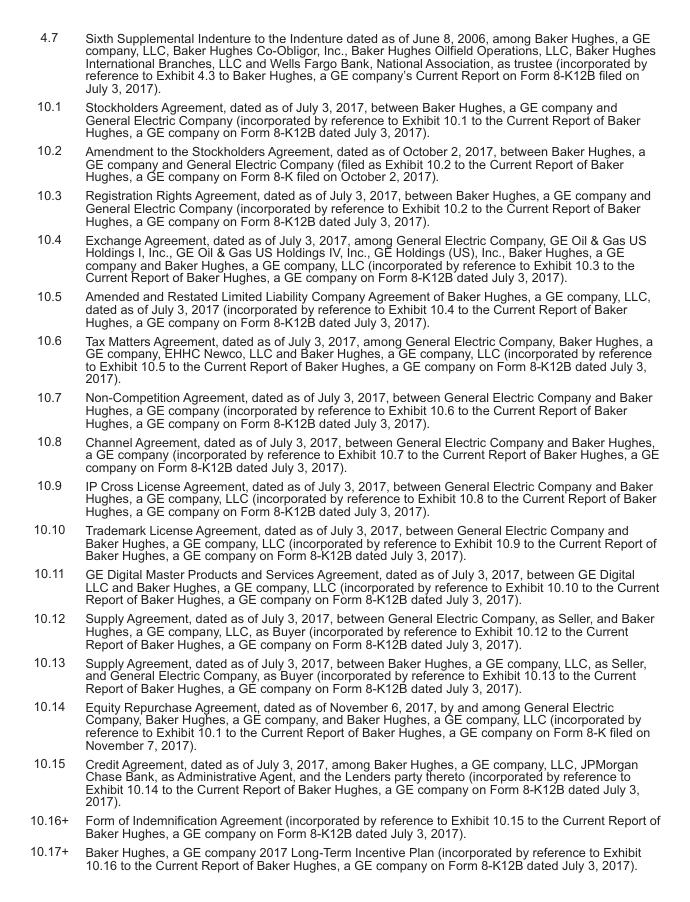 4.7 Sixth Supplemental Indenture to the Indenture dated as of June 8, 2006, among Baker Hughes, a GE
company, LLC, Baker Hughes Co-Obligor, Inc., Baker Hughes Oilfield Operations, LLC, Baker Hughes
International Branches, LLC and Wells Fargo Bank, National Association, as trustee (incorporated by
reference to Exhibit 4.3 to Baker Hughes, a GE company's Current Report on Form 8-K12B filed on
July 3, 2017).
10.1 Stockholders Agreement, dated as of July 3, 2017, between Baker Hughes, a GE company and
General Electric Company (incorporated by reference to Exhibit 10.1 to the Current Report of Baker
Hughes, a GE company on Form 8-K12B dated July 3, 2017).
10.2 Amendment to the Stockholders Agreement, dated as of October 2, 2017, between Baker Hughes, a
GE company and General Electric Company (filed as Exhibit 10.2 to the Current Report of Baker
Hughes, a GE company on Form 8-K filed on October 2, 2017).
10.3 Registration Rights Agreement, dated as of July 3, 2017, between Baker Hughes, a GE company and
General Electric Company (incorporated by reference to Exhibit 10.2 to the Current Report of Baker
Hughes, a GE company on Form 8-K12B dated July 3, 2017).
10.4 Exchange Agreement, dated as of July 3, 2017, among General Electric Company, GE Oil & Gas US
Holdings I, Inc., GE Oil & Gas US Holdings IV, Inc., GE Holdings (US), Inc., Baker Hughes, a GE
company and Baker Hughes, a GE company, LLC (incorporated by reference to Exhibit 10.3 to the
Current Report of Baker Hughes, a GE company on Form 8-K12B dated July 3, 2017).
10.5 Amended and Restated Limited Liability Company Agreement of Baker Hughes, a GE company, LLC,
dated as of July 3, 2017 (incorporated by reference to Exhibit 10.4 to the Current Report of Baker
Hughes, a GE company on Form 8-K12B dated July 3, 2017).
10.6 Tax Matters Agreement, dated as of July 3, 2017, among General Electric Company, Baker Hughes, a
GE company, EHHC Newco, LLC and Baker Hughes, a GE company, LLC (incorporated by reference
to Exhibit 10.5 to the Current Report of Baker Hughes, a GE company on Form 8-K12B dated July 3,
2017).
10.7 Non-Competition Agreement, dated as of July 3, 2017, between General Electric Company and Baker
Hughes, a GE company (incorporated by reference to Exhibit 10.6 to the Current Report of Baker
Hughes, a GE company on Form 8-K12B dated July 3, 2017).
10.8 Channel Agreement, dated as of July 3, 2017, between General Electric Company and Baker Hughes,
a GE company (incorporated by reference to Exhibit 10.7 to the Current Report of Baker Hughes, a GE
company on Form 8-K12B dated July 3, 2017).
10.9 IP Cross License Agreement, dated as of July 3, 2017, between General Electric Company and Baker
Hughes, a GE company, LLC (incorporated by reference to Exhibit 10.8 to the Current Report of Baker
Hughes, a GE company on Form 8-K12B dated July 3, 2017).
10.10 Trademark License Agreement, dated as of July 3, 2017, between General Electric Company and
Baker Hughes, a GE company, LLC (incorporated by reference to Exhibit 10.9 to the Current Report of
Baker Hughes, a GE company on Form 8-K12B dated July 3, 2017).
10.11 GE Digital Master Products and Services Agreement, dated as of July 3, 2017, between GE Digital
LLC and Baker Hughes, a GE company, LLC (incorporated by reference to Exhibit 10.10 to the Current
Report of Baker Hughes, a GE company on Form 8-K12B dated July 3, 2017).
10.12 Supply Agreement, dated as of July 3, 2017, between General Electric Company, as Seller, and Baker
Hughes, a GE company, LLC, as Buyer (incorporated by reference to Exhibit 10.12 to the Current
Report of Baker Hughes, a GE company on Form 8-K12B dated July 3, 2017).
10.13 Supply Agreement, dated as of July 3, 2017, between Baker Hughes, a GE company, LLC, as Seller,
and General Electric Company, as Buyer (incorporated by reference to Exhibit 10.13 to the Current
Report of Baker Hughes, a GE company on Form 8-K12B dated July 3, 2017).
10.14 Equity Repurchase Agreement, dated as of November 6, 2017, by and among General Electric
Company, Baker Hughes, a GE company, and Baker Hughes, a GE company, LLC (incorporated by
reference to Exhibit 10.1 to the Current Report of Baker Hughes, a GE company on Form 8-K filed on
November 7, 2017).
10.15 Credit Agreement, dated as of July 3, 2017, among Baker Hughes, a GE company, LLC, JPMorgan
Chase Bank, as Administrative Agent, and the Lenders party thereto (incorporated by reference to
Exhibit 10.14 to the Current Report of Baker Hughes, a GE company on Form 8-K12B dated July 3,
2017).
10.16+ Form of Indemnification Agreement (incorporated by reference to Exhibit 10.15 to the Current Report of
Baker Hughes, a GE company on Form 8-K12B dated July 3, 2017).
10.17+ Baker Hughes, a GE company 2017 Long-Term Incentive Plan (incorporated by reference to Exhibit
10.16 to the Current Report of Baker Hughes, a GE company on Form 8-K12B dated July 3, 2017).